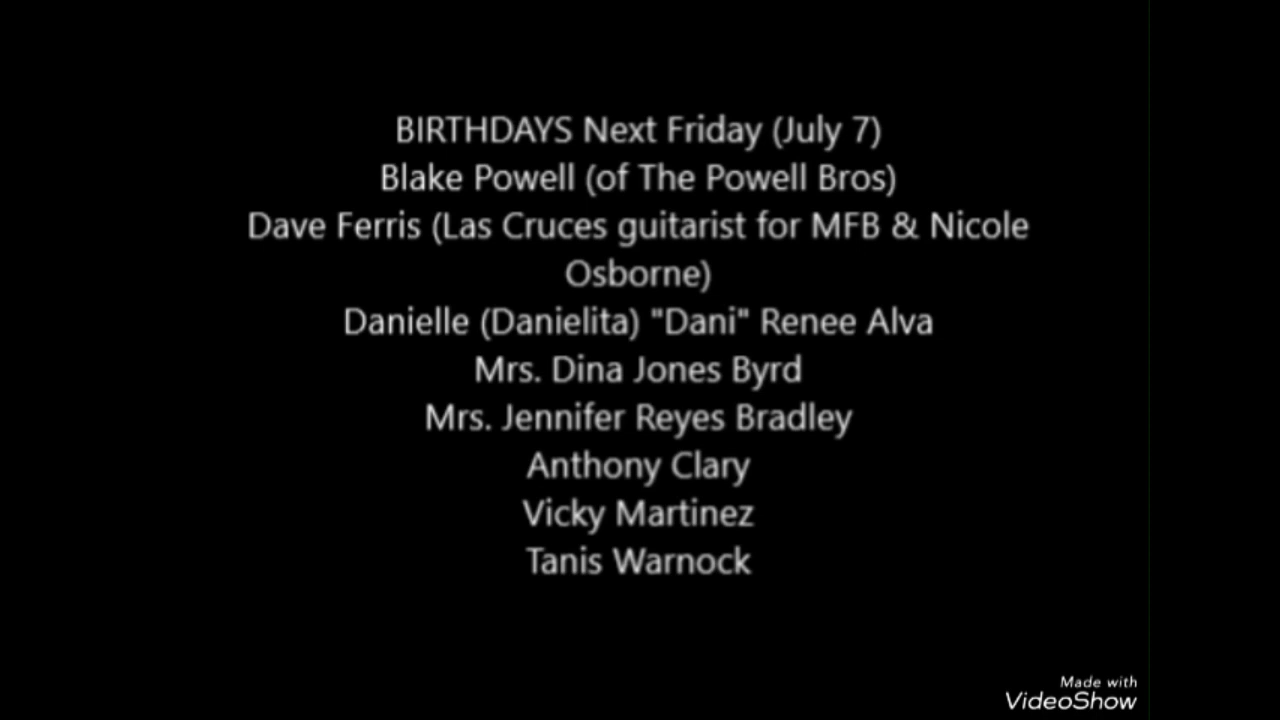 BIRTHDAYS Next Friday (July 7)
Blake Powell (of The Powell Bros)
Dave Ferris (Las Cruces guitarist for MFB & Nicole
Osborne)
Danielle (Danielita) "Dani" Renee Alva
Mrs. Dina Jones Byrd
Mrs. Jennifer Reyes Bradley
Anthony Clary
Vicky Martinez
Tanis Warnock
Made with
VideoShow